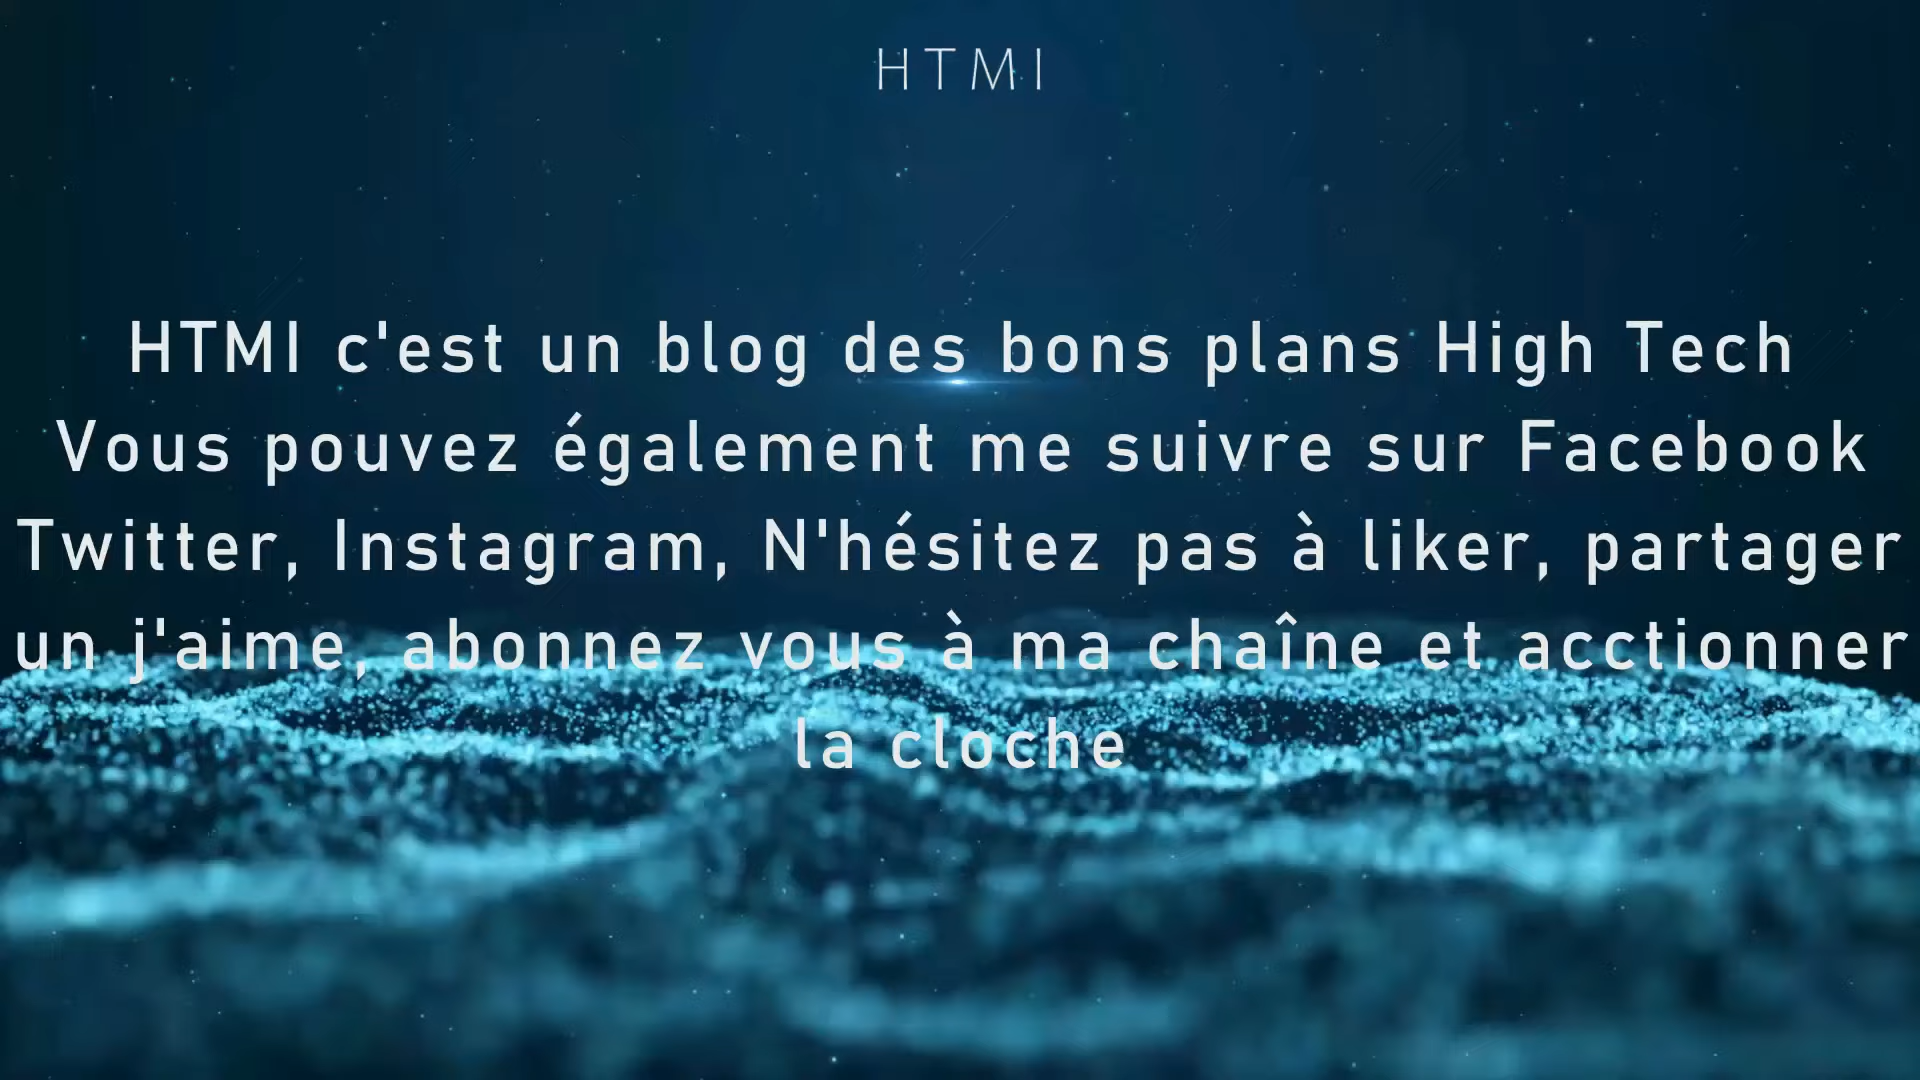 HTMI
HTMI c'est un blog des bons plans High Tech
Vous pouvez également me suivre sur Facebook
Twitter, Instagram, N'hésitez pas à liker, partager
un j'aime, abonnez vous à ma chaîne et acctionner
la cloche